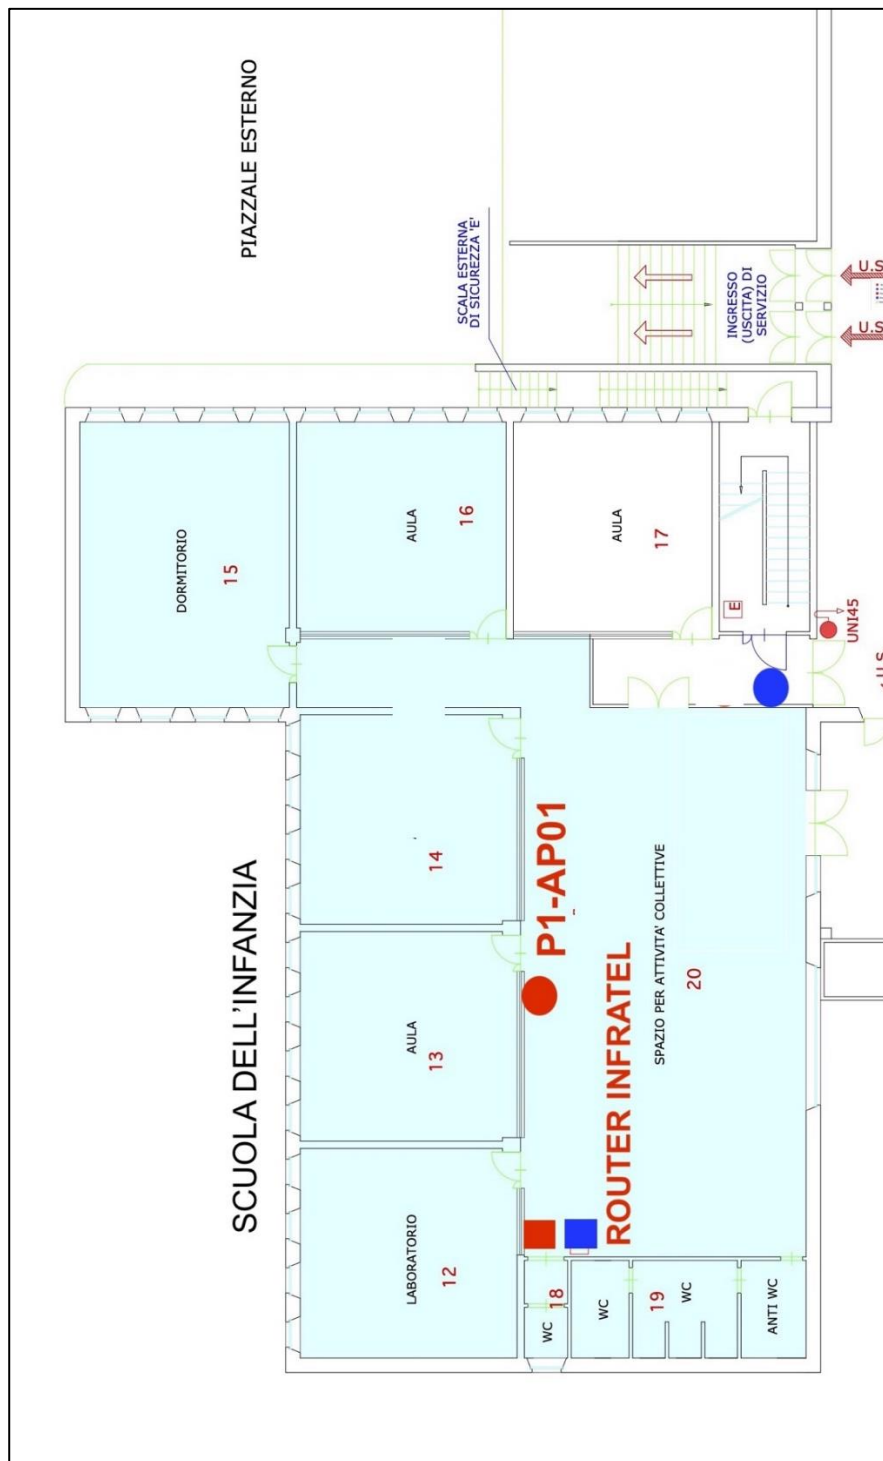 PIAZZALE ESTERNO
SCALA ESTERNA
DI SICUREZZA 'E'
INGRESSO
(USCITA) DI
SERVIZIO
U.S
U.S
DORMITORIO
15
AULA
16
AULA
17
E
UNI45
U.S
SCUOLA DELL'INFANZIA
14
P1-AP01
AULA
13
ROUTER INFRATEL
SPAZIO PER ATTIVITA' COLLETTIVE
20
LABORATORIO
12
WC
18
WC
19
WC
ANTI WC